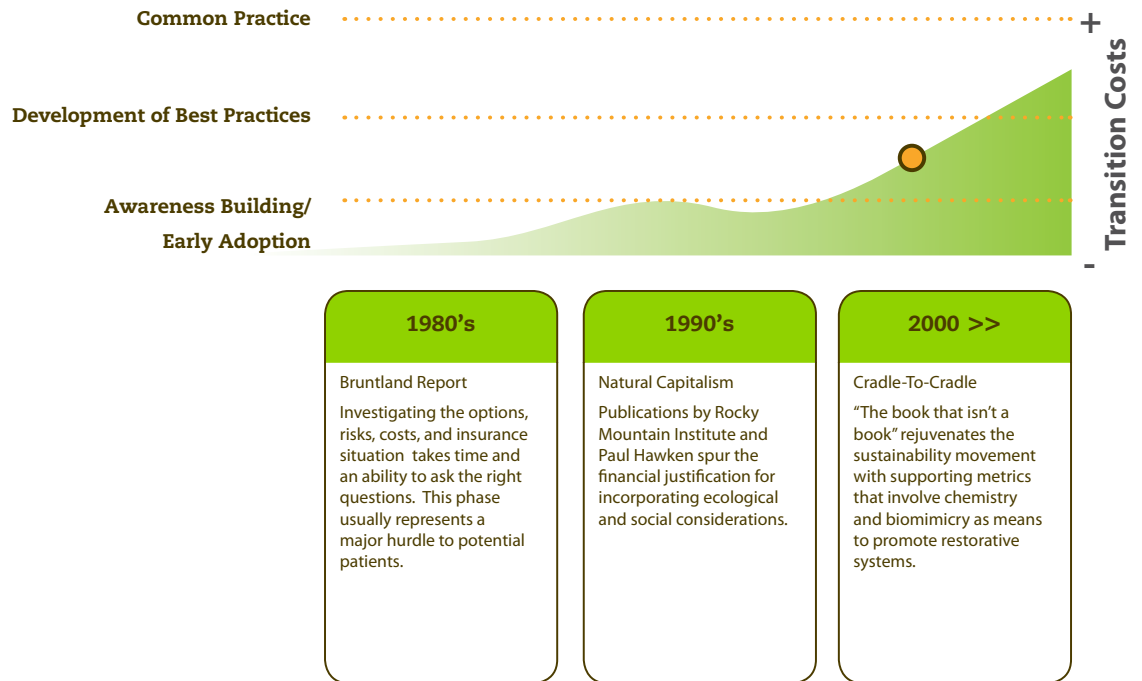 Common Practice
Development of Best Practices
Awareness Building/
Early Adoption
+
Transition Costs
-
1980’s
Bruntland Report
Investigating the options,
risks, costs, and insurance
situation takes time and
an ability to ask the right
questions. This phase
usually represents a
major hurdle to potential
patients.
1990’s
Natural Capitalism
Publications by Rocky
Mountain Institute and
Paul Hawken spur the
financial justification for
incorporating ecological
and social considerations.
2000 >>
Cradle-To-Cradle
“The book that isn’t a
book” rejuvenates the
sustainability movement
with supporting metrics
that involve chemistry
and biomimicry as means
to promote restorative
systems.